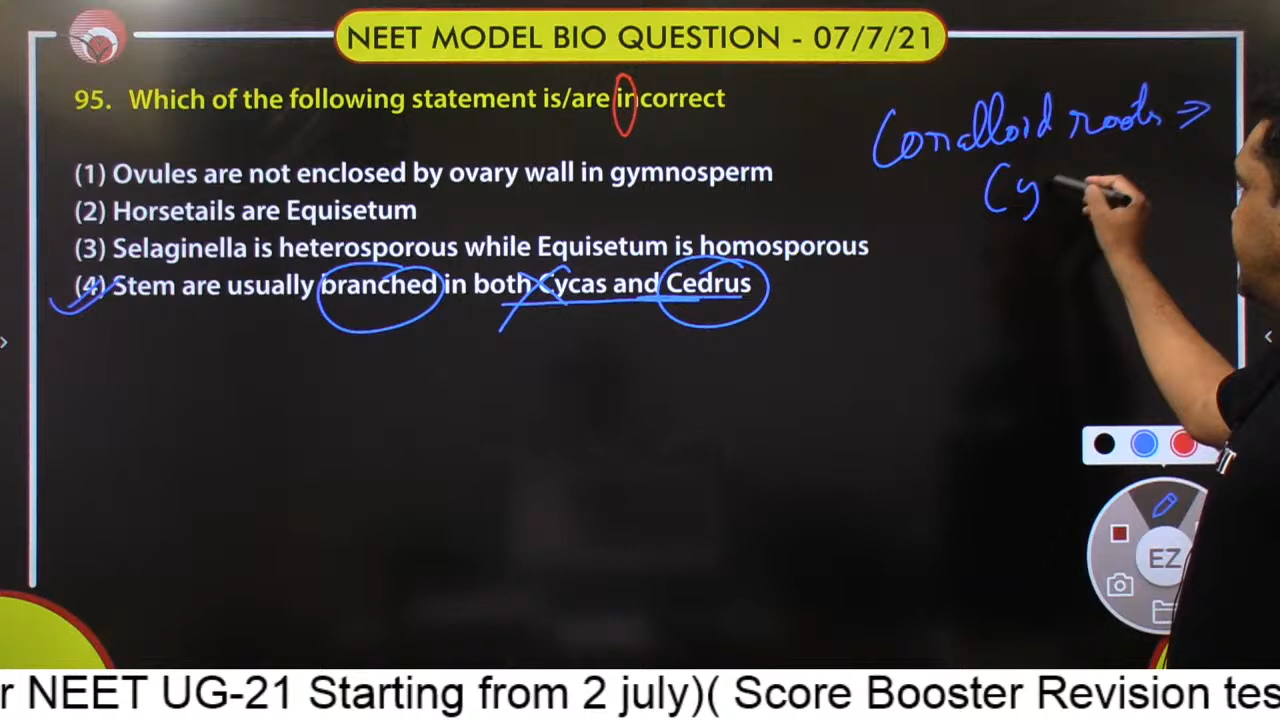 NEET MODEL BIO QUESTION - 07/7/21
95. Which of the following statement is/are incorrect
(1) Ovules are not enclosed by ovary wall in gymnosperm
(2) Horsetails are Equisetum
(3) Selaginella is heterosporous while Equisetum is homosporous
(4) Stem are usually branched in both Cycas and Cedrus
Coralloid roots ⇒
Cy
EZ
r NEET UG-21 Starting from 2 july)( Score Booster Revision tes